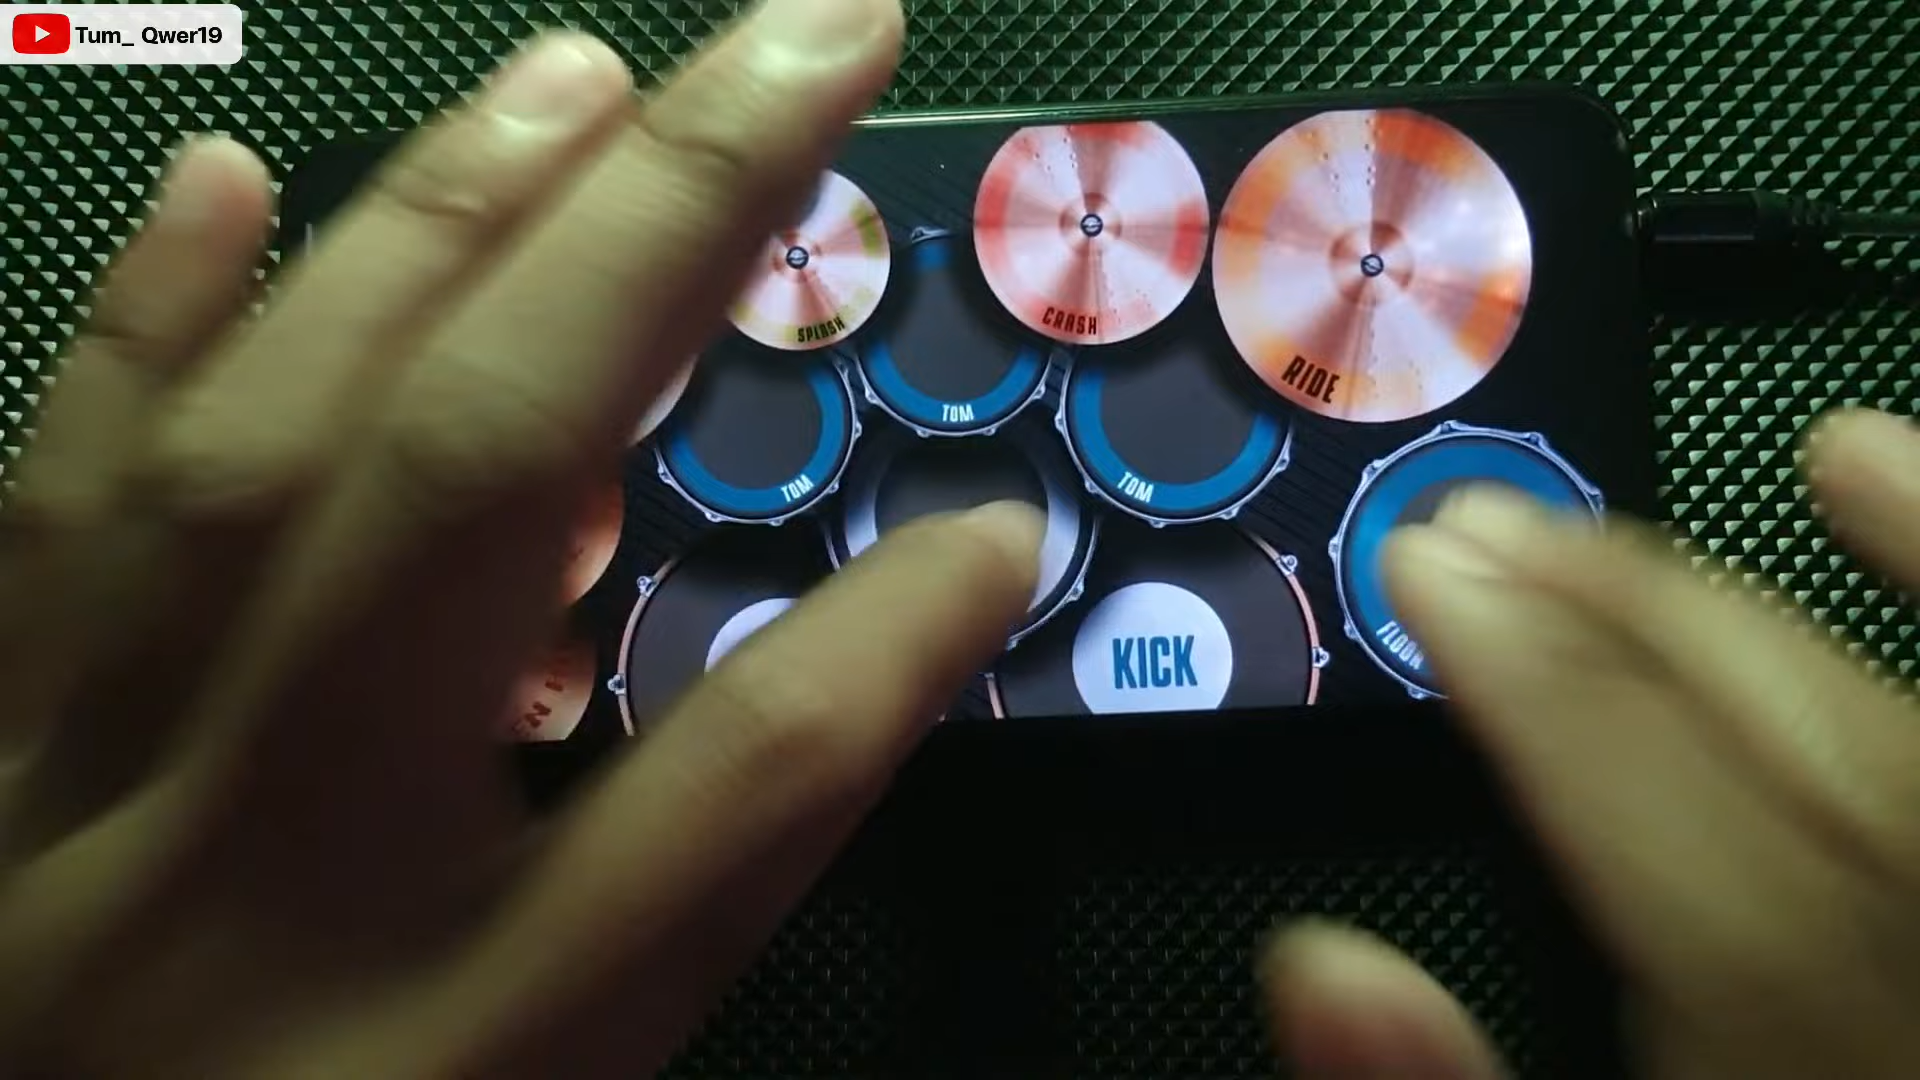 Tum_ Qwer19
SPLASH
CRASH
RIDE
TOM
TOM
TOM
FLOOR
KICK